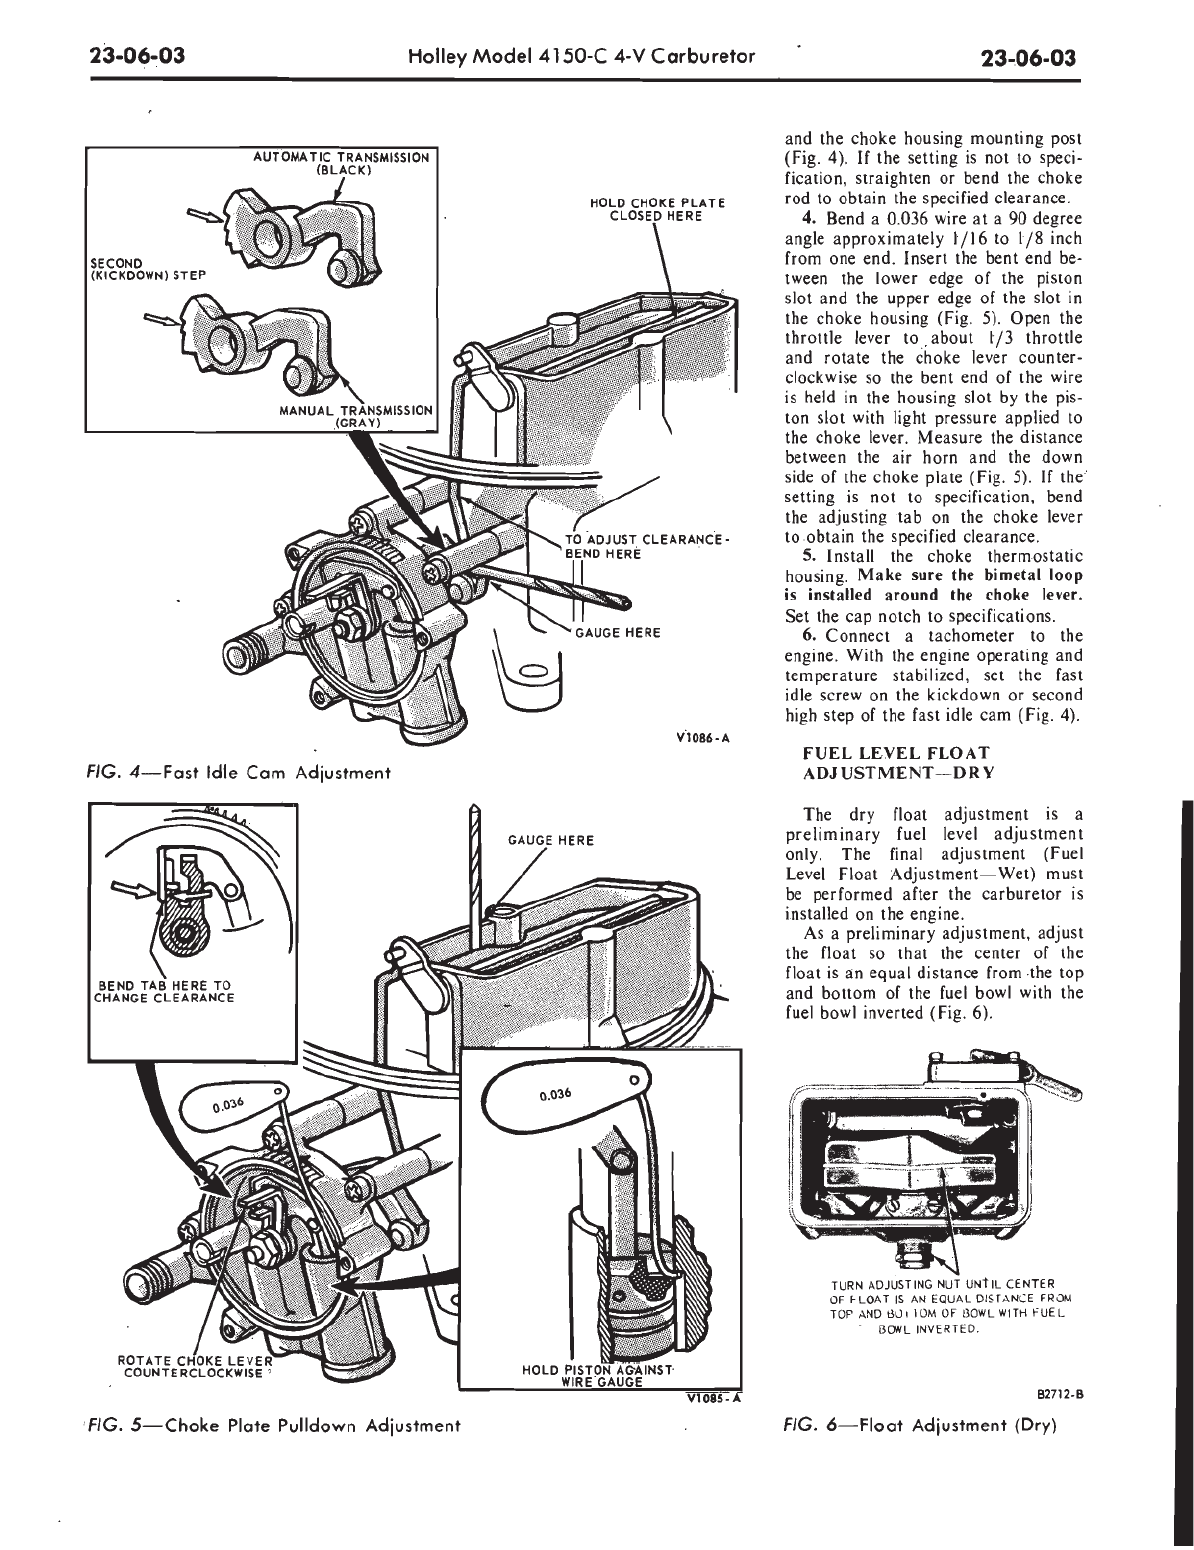 23-06-03
Holley Model 4150-C 4-V Carburetor
23-06-03
AUTOMATIC TRANSMISSION
(BLACK)
SECOND
(KICKDOWN) STEP
MANUAL TRANSMISSION
(GRAY)
HOLD CHOKE PLATE
CLOSED HERE
TO ADJUST CLEARANCE-
BEND HERE
GAUGE HERE
V1086-A
FIG. 4—Fast Idle Cam Adjustment
GAUGE HERE
BEND TAB HERE TO
CHANGE CLEARANCE
0.036
0.036
ROTATE CHOKE LEVER
COUNTERCLOCKWISE
HOLD PISTON AGAINST
WIRE GAUGE
V1085-A
FIG. 5—Choke Plate Pulldown Adjustment
and the choke housing mounting post
(Fig. 4). If the setting is not to speci-
fication, straighten or bend the choke
rod to obtain the specified clearance.
4. Bend a 0.036 wire at a 90 degree
angle approximately 1/16 to 1/8 inch
from one end. Insert the bent end be-
tween the lower edge of the piston
slot and the upper edge of the slot in
the choke housing (Fig. 5). Open the
throttle lever to about 1/3 throttle
and rotate the choke lever counter-
clockwise so the bent end of the wire
is held in the housing slot by the pis-
ton slot with light pressure applied to
the choke lever. Measure the distance
between the air horn and the down
side of the choke plate (Fig. 5). If the
setting is not to specification, bend
the adjusting tab on the choke lever
to obtain the specified clearance.
5. Install the choke thermostatic
housing. Make sure the bimetal loop
is installed around the choke lever.
Set the cap notch to specifications.
6. Connect a tachometer to the
engine. With the engine operating and
temperature stabilized, set the fast
idle screw on the kickdown or second
high step of the fast idle cam (Fig. 4).
FUEL LEVEL FLOAT
ADJUSTMENT—DRY
The dry float adjustment is a
preliminary fuel level adjustment
only. The final adjustment (Fuel
Level Float Adjustment—Wet) must
be performed after the carburetor is
installed on the engine.
As a preliminary adjustment, adjust
the float so that the center of the
float is an equal distance from the top
and bottom of the fuel bowl with the
fuel bowl inverted (Fig. 6).
TURN ADJUSTING NUT UNTIL CENTER
OF FLOAT IS AN EQUAL DISTANCE FROM
TOP AND BOTTOM OF BOWL WITH FUEL
BOWL INVERTED.
B2712-B
FIG. 6—Float Adjustment (Dry)